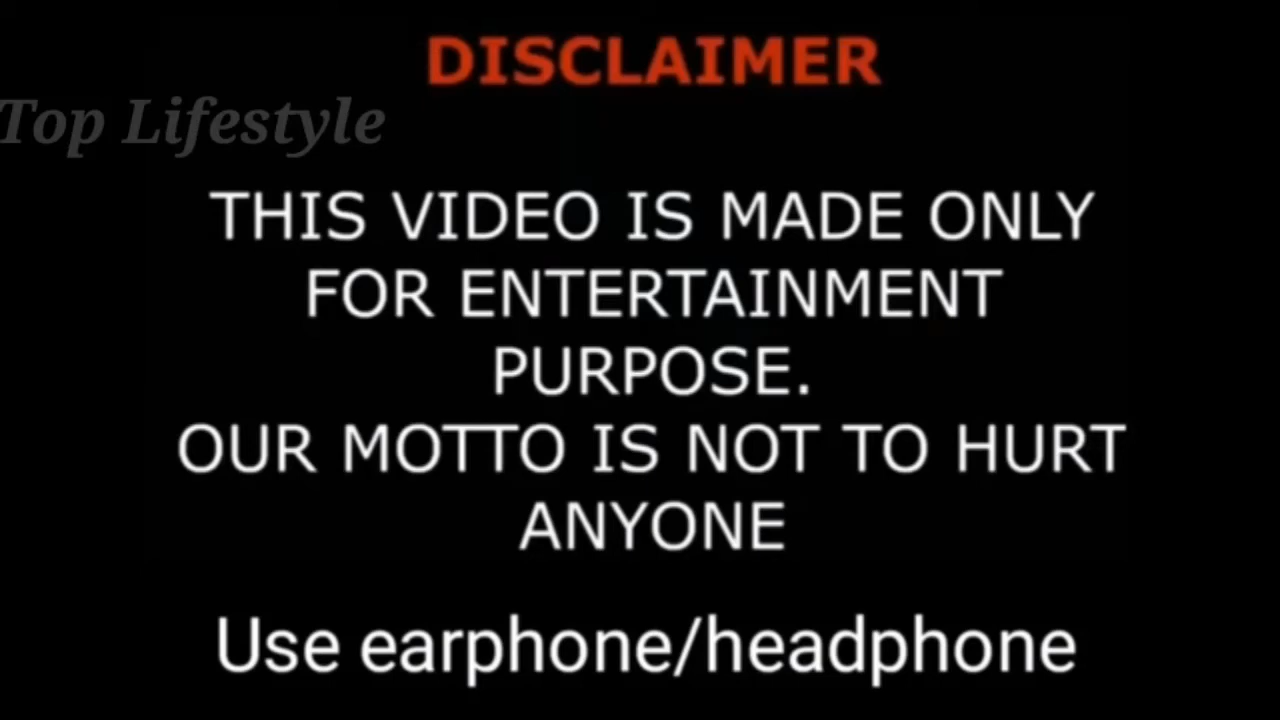 DISCLAIMER
Top Lifestyle
THIS VIDEO IS MADE ONLY
FOR ENTERTAINMENT
PURPOSE.
OUR MOTTO IS NOT TO HURT
ANYONE
Use earphone/headphone